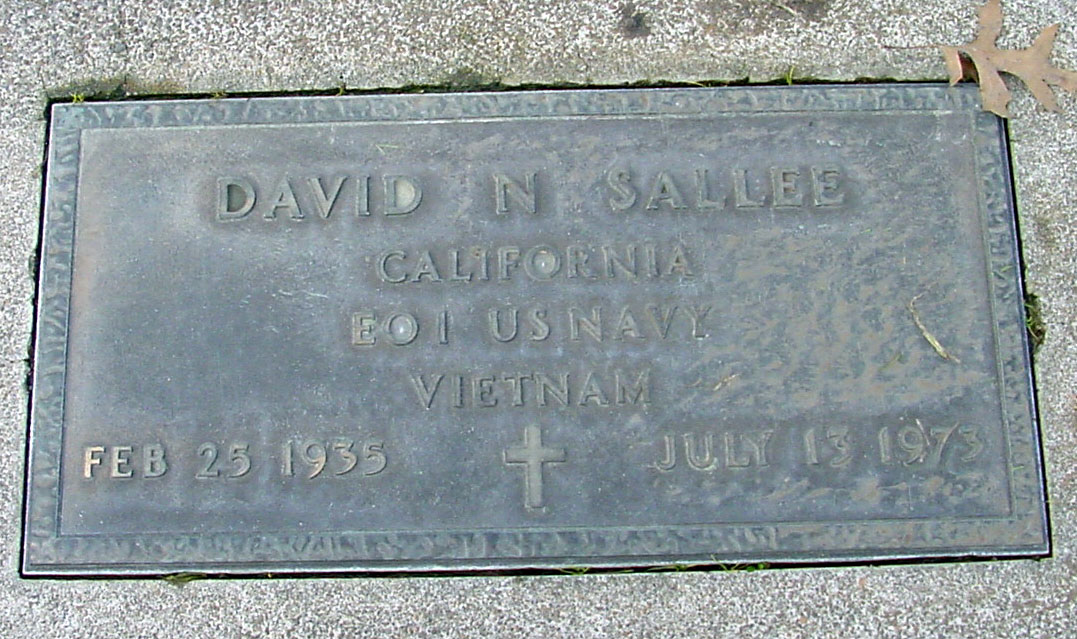 DAVID N SALLEE
CALIFORNIA
EO1 US NAVY
VIETNAM
FEB 25 1935 JULY 13 1973